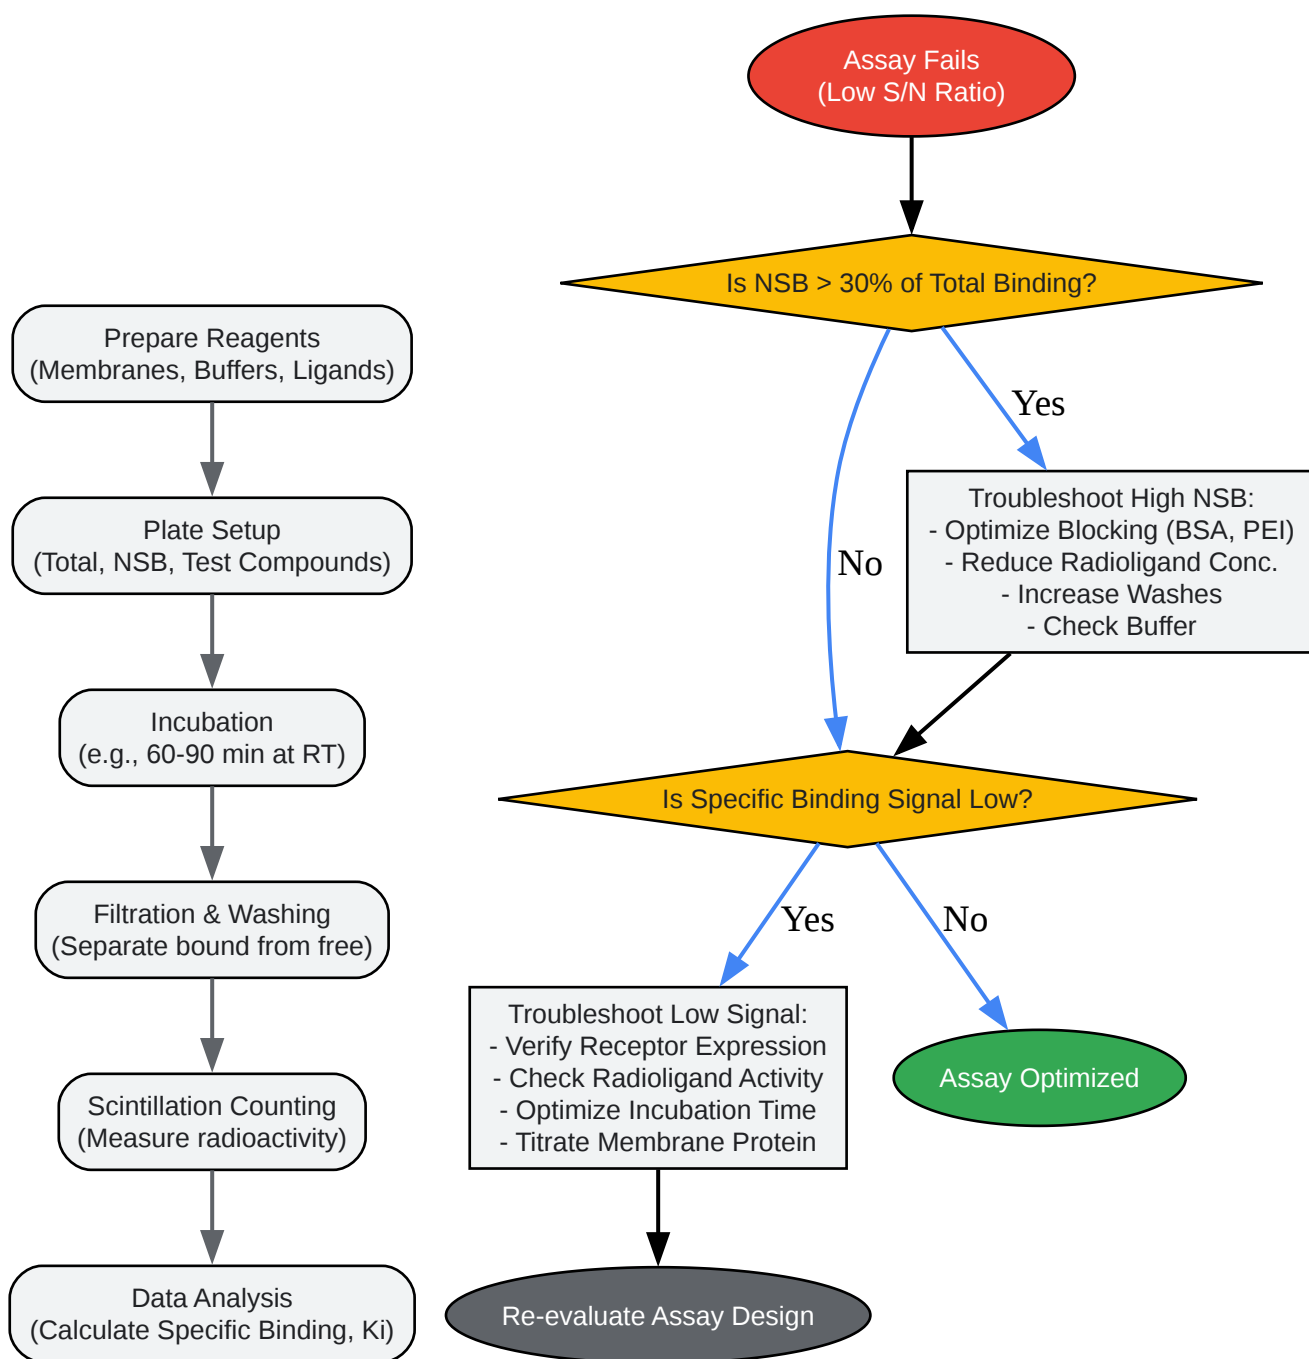 Prepare Reagents
(Membranes, Buffers, Ligands)
Plate Setup
(Total, NSB, Test Compounds)
Incubation
(e.g., 60-90 min at RT)
Filtration & Washing
(Separate bound from free)
Scintillation Counting
(Measure radioactivity)
Data Analysis
(Calculate Specific Binding, Ki)
Assay Fails
(Low S/N Ratio)
Is NSB > 30% of Total Binding?
Yes
No
Troubleshoot High NSB:
- Optimize Blocking (BSA, PEI)
- Reduce Radioligand Conc.
- Increase Washes
- Check Buffer
Is Specific Binding Signal Low?
Yes
No
Troubleshoot Low Signal:
- Verify Receptor Expression
- Check Radioligand Activity
- Optimize Incubation Time
- Titrate Membrane Protein
Assay Optimized
Re-evaluate Assay Design